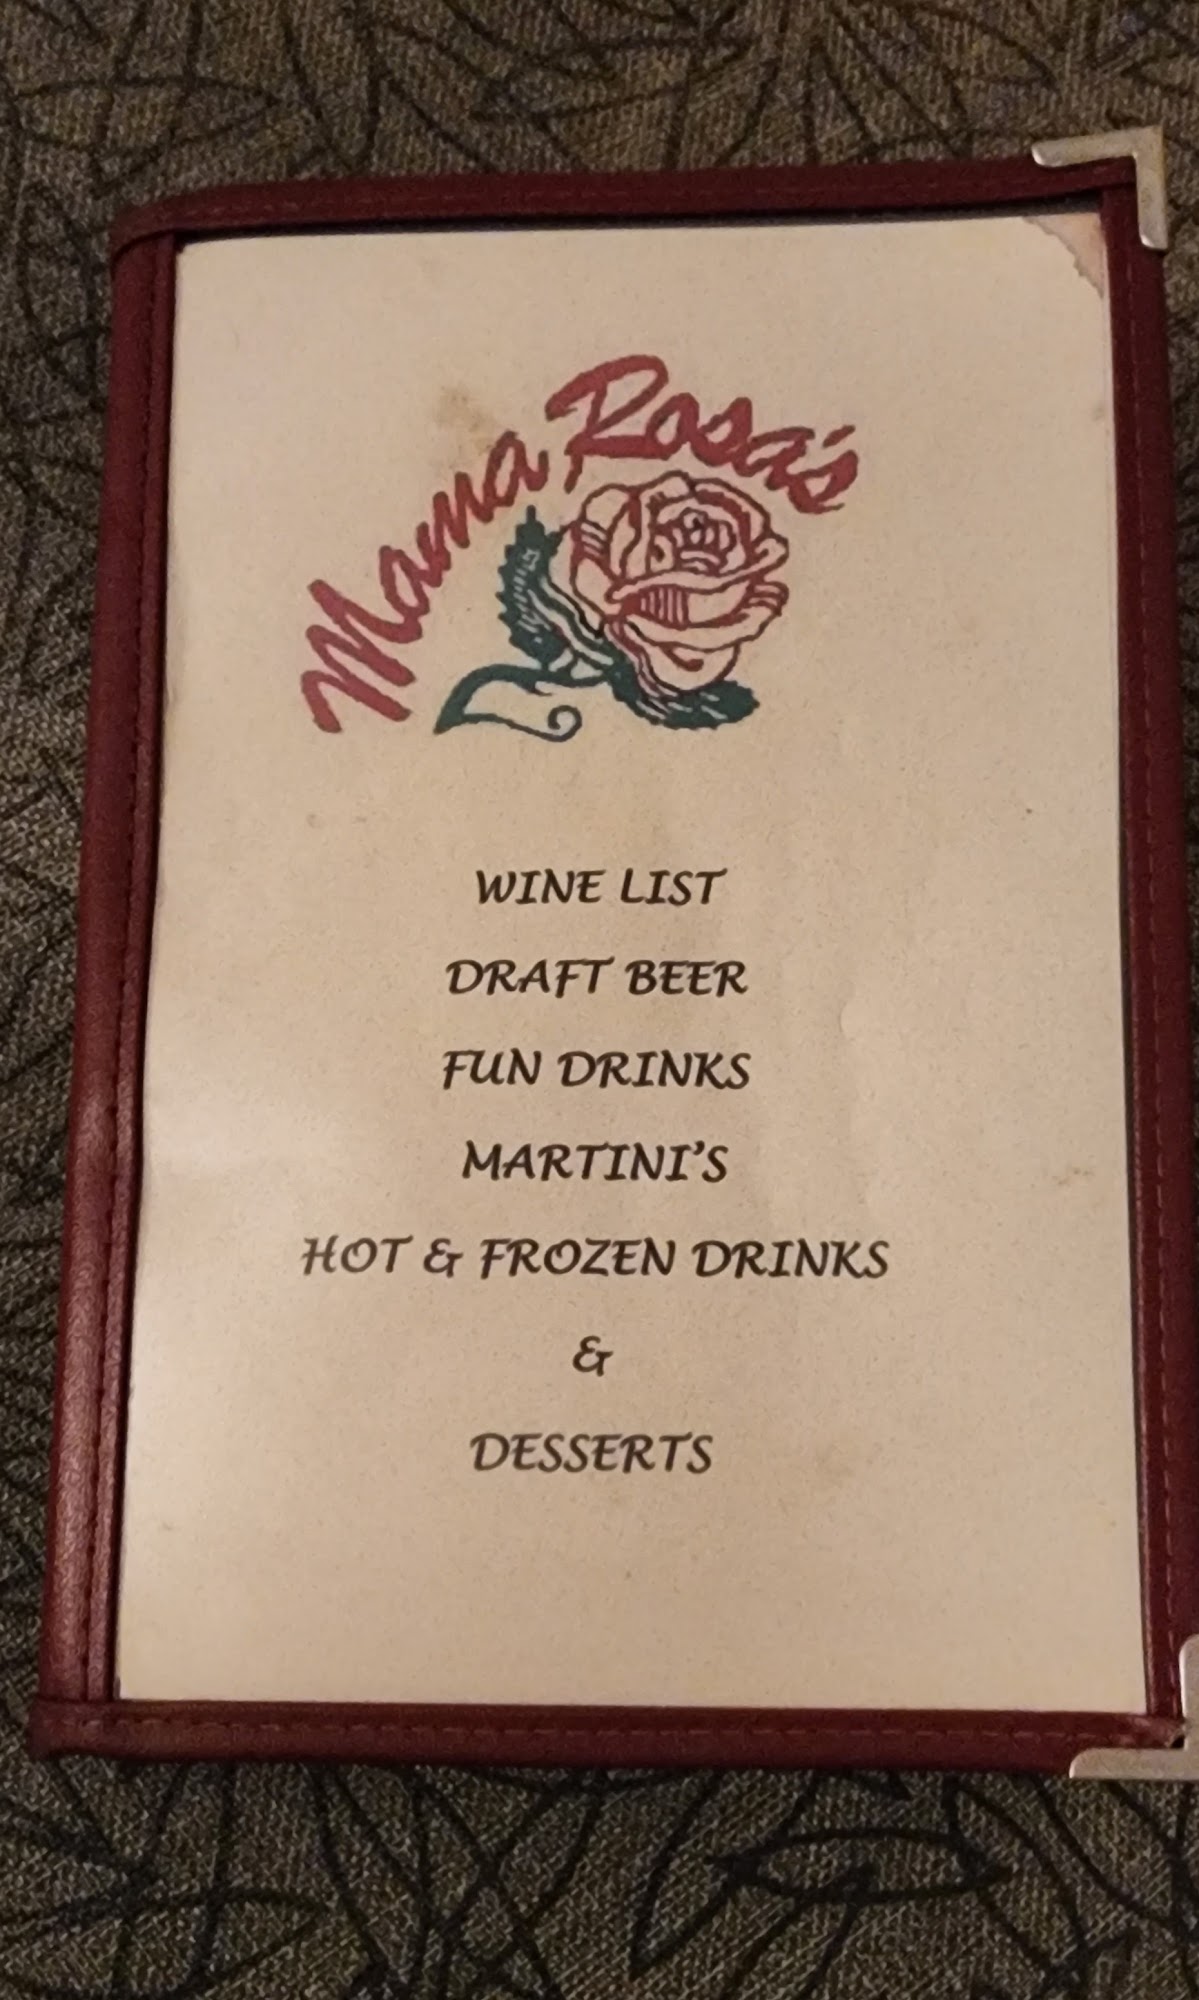 Mama Rosa's
WINE LIST
DRAFT BEER
FUN DRINKS
MARTINI'S
HOT & FROZEN DRINKS
&
DESSERTS